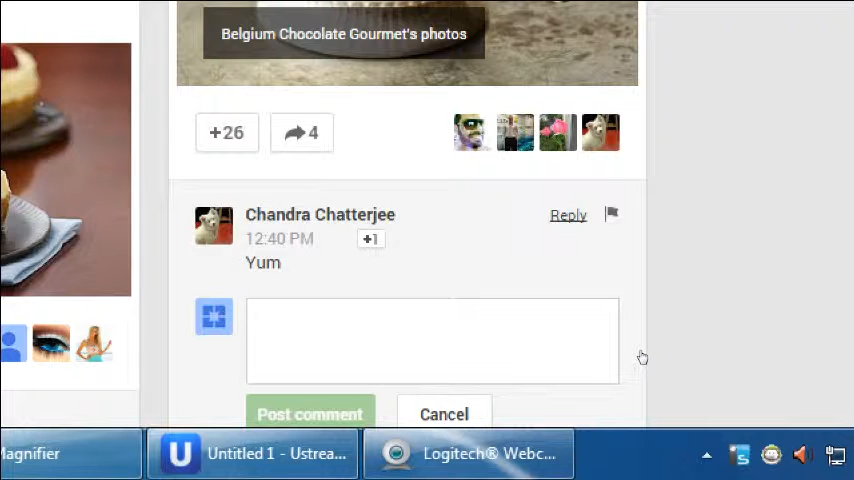 Belgium Chocolate Gourmet's photos
+26
4
Chandra Chatterjee
Reply
12:40 PM
+1
Yum
Post comment
Cancel
Magnifier
U
Untitled 1 - Ustrea...
Logitech® Webc...